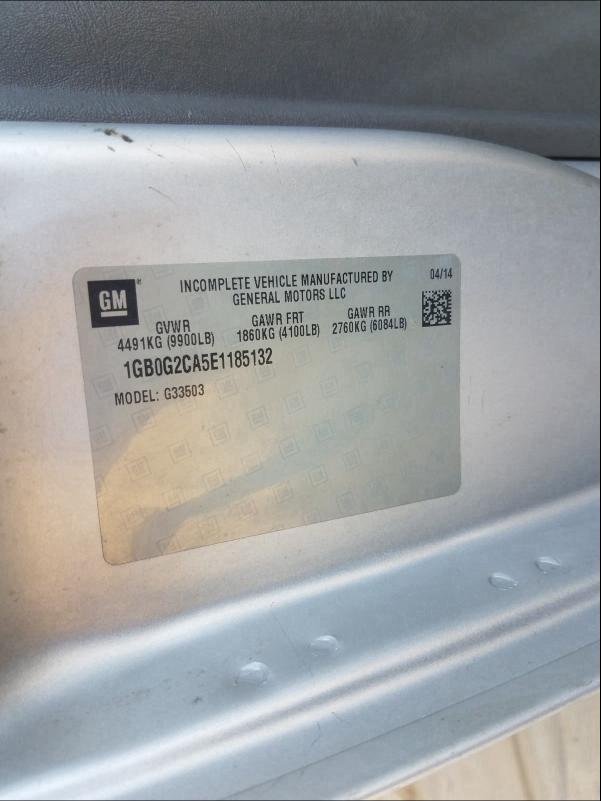 GM
INCOMPLETE VEHICLE MANUFACTURED BY
GENERAL MOTORS LLC
04/14
GVWR GAWR FRT GAWR RR
4491KG (9900LB) 1860KG (4100LB) 2760KG (6084LB)
1GB0G2CA5E1185132
MODEL: G33503